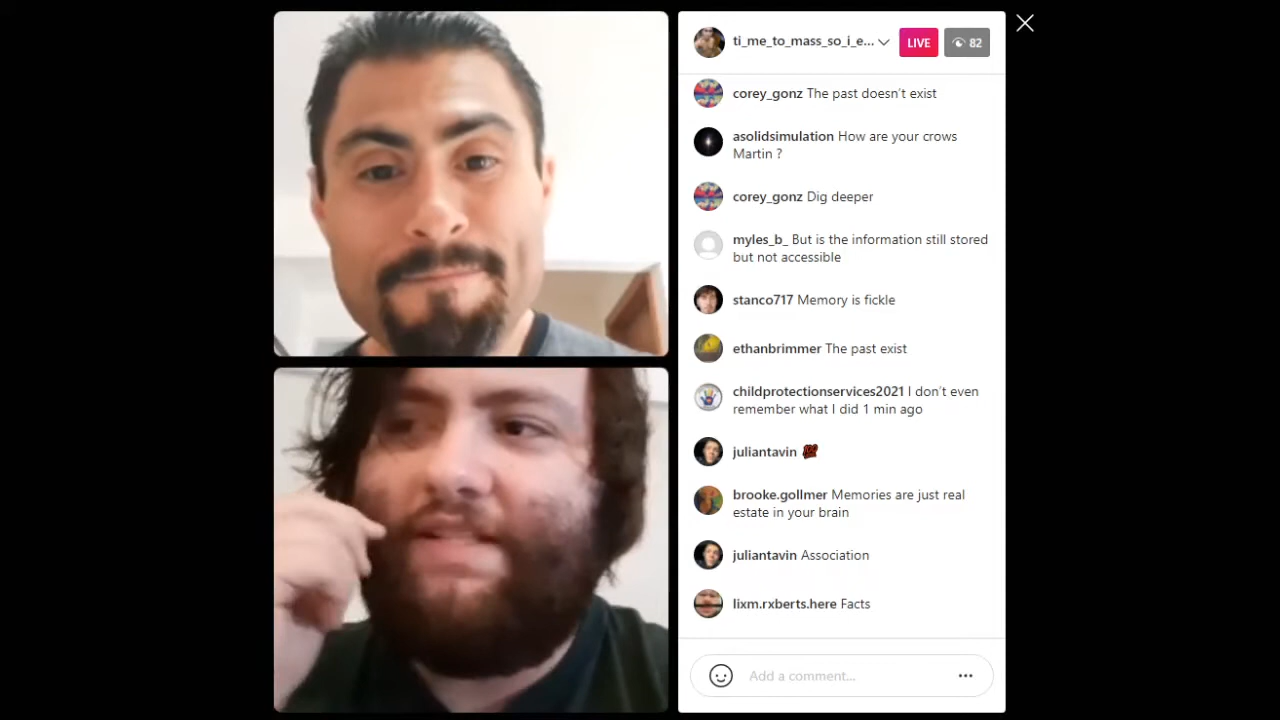 ti_me_to_mass_so_i_e...
LIVE
82
corey_gonz The past doesn't exist
asolidsimulation How are your crows
Martin ?
corey_gonz Dig deeper
myles_b_ But is the information still stored
but not accessible
stanco717 Memory is fickle
ethanbrimmer The past exist
childprotectionservices2021 I don't even
remember what I did 1 min ago
juliantavin 💯
brooke.gollmer Memories are just real
estate in your brain
juliantavin Association
lixm.rxberts.here Facts
Add a comment...